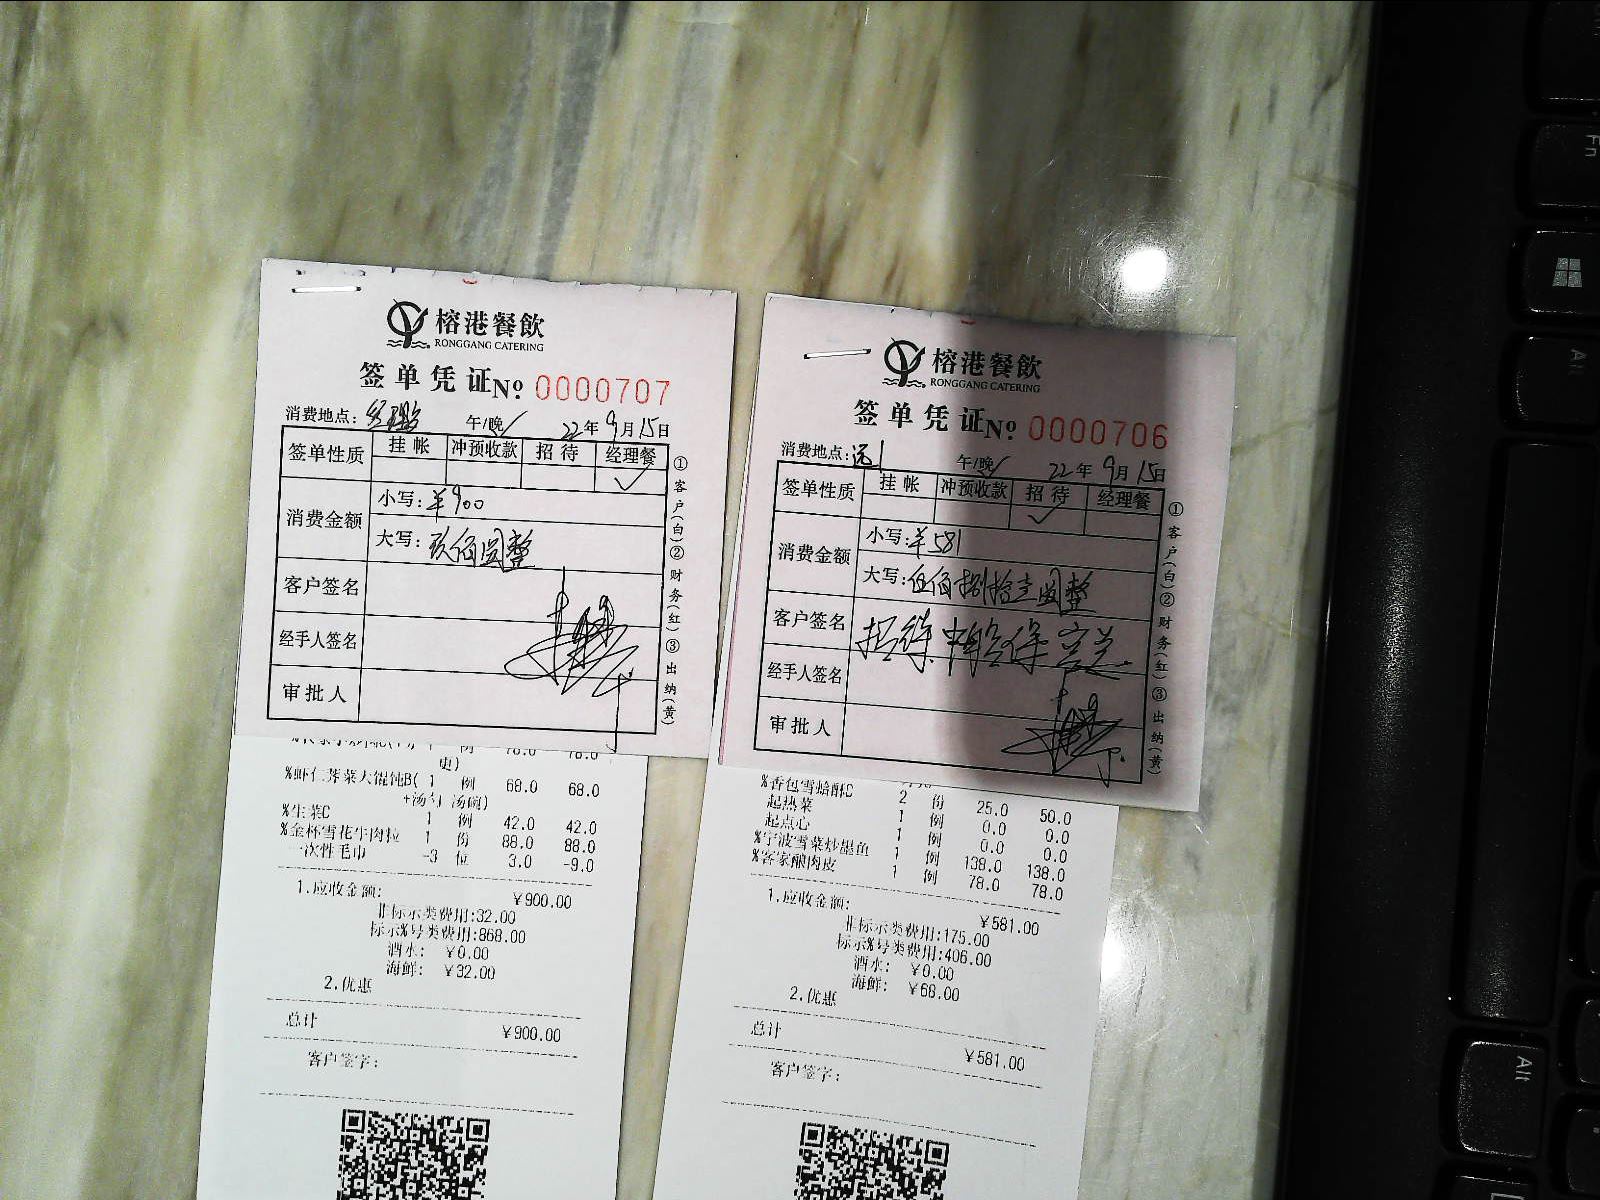 榕港餐飲
RONGGANG CATERING
签单凭证 No: 0000707
消费地点: 午/晚 22年9月15日
签单性质 挂帐 冲预收款 招待 经理餐
✓
消费金额 小写: ¥900
大写: 玖佰圆整
客户签名
经手人签名
审批人
①客户(白)②财务(红)③出纳(黄)
78.0 78.0
%虾仁荠菜大馄饨B( 1 例 68.0 68.0
%生菜C 1 例 42.0 42.0
%金杯雪花牛肉粒 1 份 88.0 88.0
一次性毛巾 -3 位 3.0 -9.0
1.应收金额: ¥900.00
非标示类费用:32.00
标示%号类费用:868.00
酒水: ¥0.00
海鲜: ¥32.00
2.优惠
总计 ¥900.00
客户签字:
榕港餐飲
RONGGANG CATERING
签单凭证 No: 0000706
消费地点: 午/晚 22年9月15日
签单性质 挂帐 冲预收款 招待 经理餐
✓
消费金额 小写: ¥581
大写: 伍佰捌拾壹圆整
客户签名
经手人签名
审批人
①客户(白)②财务(红)③出纳(黄)
%香包雪蛤酥C 2 份 25.0 50.0
起热菜 1 例 0.0 0.0
起点心 1 例 0.0 0.0
%宁波雪菜炒墨鱼 1 例 138.0 138.0
%客家酿肉皮 1 例 78.0 78.0
1.应收金额: ¥581.00
非标示类费用:175.00
标示%号类费用:406.00
酒水: ¥0.00
海鲜: ¥68.00
2.优惠
总计 ¥581.00
客户签字:
Fn
Alt
Alt